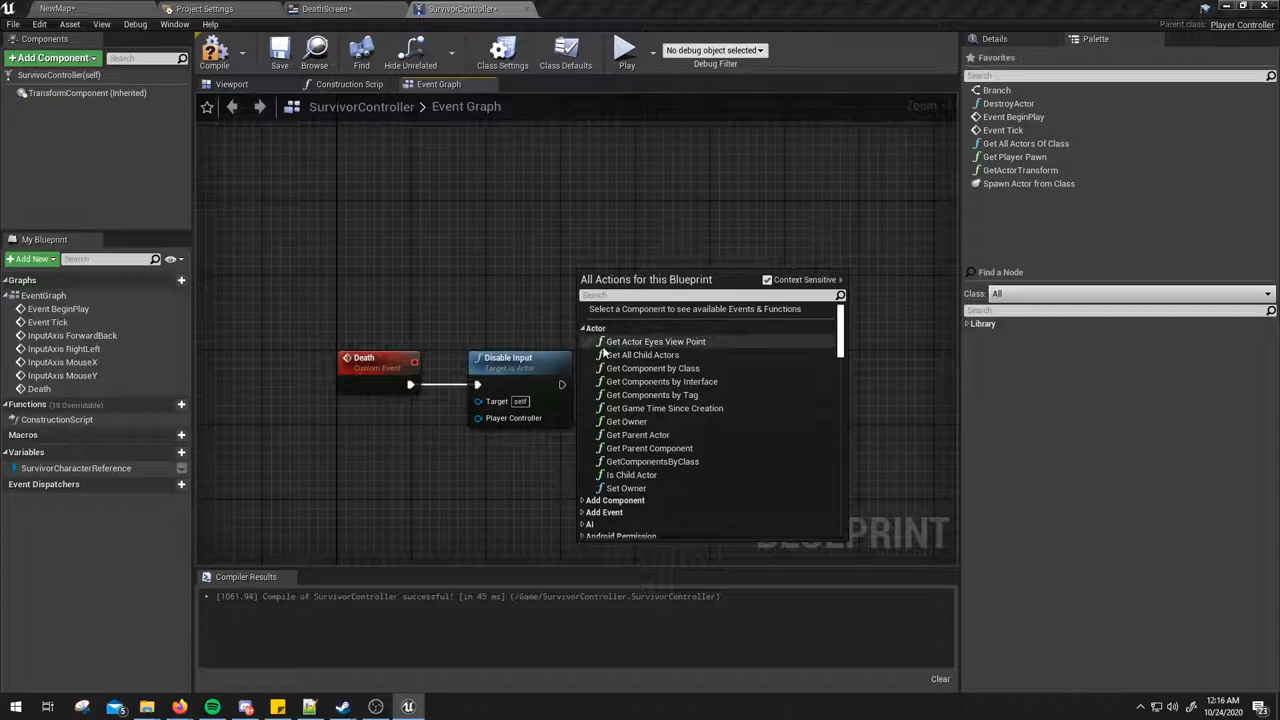 NewMap•
Project Settings
DeathScreen•
SurvivorController•
File Edit Asset View Debug Window Help
Parent class: Player Controller
Components
+ Add Component
Search
SurvivorController(self)
TransformComponent (Inherited)
Compile
Save
Browse
Find
Hide Unrelated
Class Settings
Class Defaults
Play
No debug object selected
Debug Filter
Viewport
Construction Script
Event Graph
SurvivorController > Event Graph
Zoom
Details
Palette
Favorites
Search
Branch
DestroyActor
Event BeginPlay
Event Tick
Get All Actors Of Class
Get Player Pawn
GetActorTransform
Spawn Actor from Class
Find a Node
Class: All
Search
Library
My Blueprint
+ Add New
Search
Graphs
EventGraph
Event BeginPlay
Event Tick
InputAxis ForwardBack
InputAxis RightLeft
InputAxis MouseX
InputAxis MouseY
Death
Functions (19 Overridable)
ConstructionScript
Macros
Variables
SurvivorCharacterReference
Event Dispatchers
Death
Custom Event
Disable Input
Target is Actor
Target self
Player Controller
All Actions for this Blueprint
Context Sensitive
Search
Select a Component to see available Events & Functions
Actor
Get Actor Eyes View Point
Get All Child Actors
Get Component by Class
Get Components by Interface
Get Components by Tag
Get Game Time Since Creation
Get Owner
Get Parent Actor
Get Parent Component
GetComponentsByClass
Is Child Actor
Set Owner
Add Component
Add Event
AI
Android Permission
BLUEPRINT
Compiler Results
[1061.94] Compile of SurvivorController successful! [in 45 ms] (/Game/SurvivorController.SurvivorController)
Clear
12:16 AM
10/24/2020